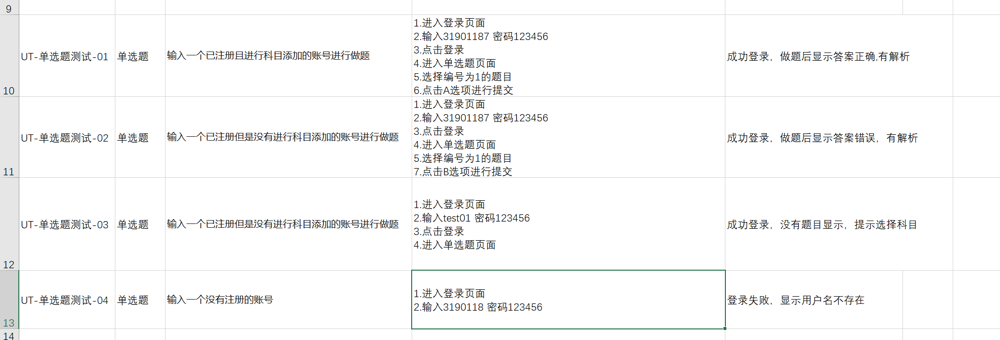 9
UT-单选题测试-01
单选题
输入一个已注册且进行科目添加的账号进行做题
1.进入登录页面
2.输入31901187 密码123456
3.点击登录
4.进入单选题页面
5.选择编号为1的题目
6.点击A选项进行提交
成功登录，做题后显示答案正确,有解析
10
UT-单选题测试-02
单选题
输入一个已注册但是没有进行科目添加的账号进行做题
1.进入登录页面
2.输入31901187 密码123456
3.点击登录
4.进入单选题页面
5.选择编号为1的题目
7.点击B选项进行提交
成功登录，做题后显示答案错误，有解析
11
UT-单选题测试-03
单选题
输入一个已注册但是没有进行科目添加的账号进行做题
1.进入登录页面
2.输入test01 密码123456
3.点击登录
4.进入单选题页面
成功登录，没有题目显示，提示选择科目
12
UT-单选题测试-04
单选题
输入一个没有注册的账号
1.进入登录页面
2.输入3190118 密码123456
登录失败，显示用户名不存在
13
14